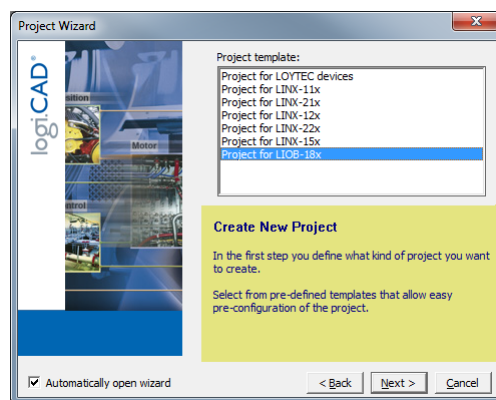 Project Wizard
logi.CAD®
sition
Motor
ntrol
Project template:
Project for LOYTEC devices
Project for LINX-11x
Project for LINX-21x
Project for LINX-12x
Project for LINX-22x
Project for LINX-15x
Project for LIOB-18x
Create New Project
In the first step you define what kind of project you want
to create.
Select from pre-defined templates that allow easy
pre-configuration of the project.
Automatically open wizard
< Back
Next >
Cancel